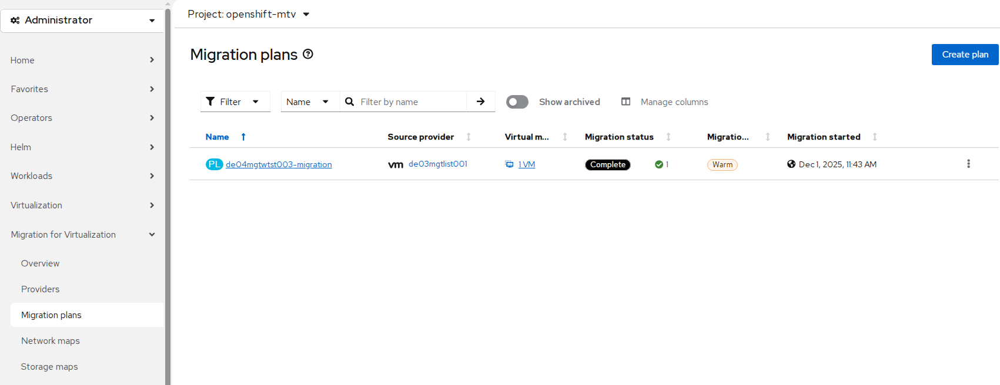 Administrator
Home
Favorites
Operators
Helm
Workloads
Virtualization
Migration for Virtualization
Overview
Providers
Migration plans
Network maps
Storage maps
Project: openshift-mtv
Migration plans
Create plan
Filter
Name
Filter by name
Show archived
Manage columns
Name Source provider Virtual m... Migration status Migratio... Migration started
PL de04mgtwtst003-migration vm de03mgtlist001 1 VM Complete 1 Warm Dec 1, 2025, 11:43 AM